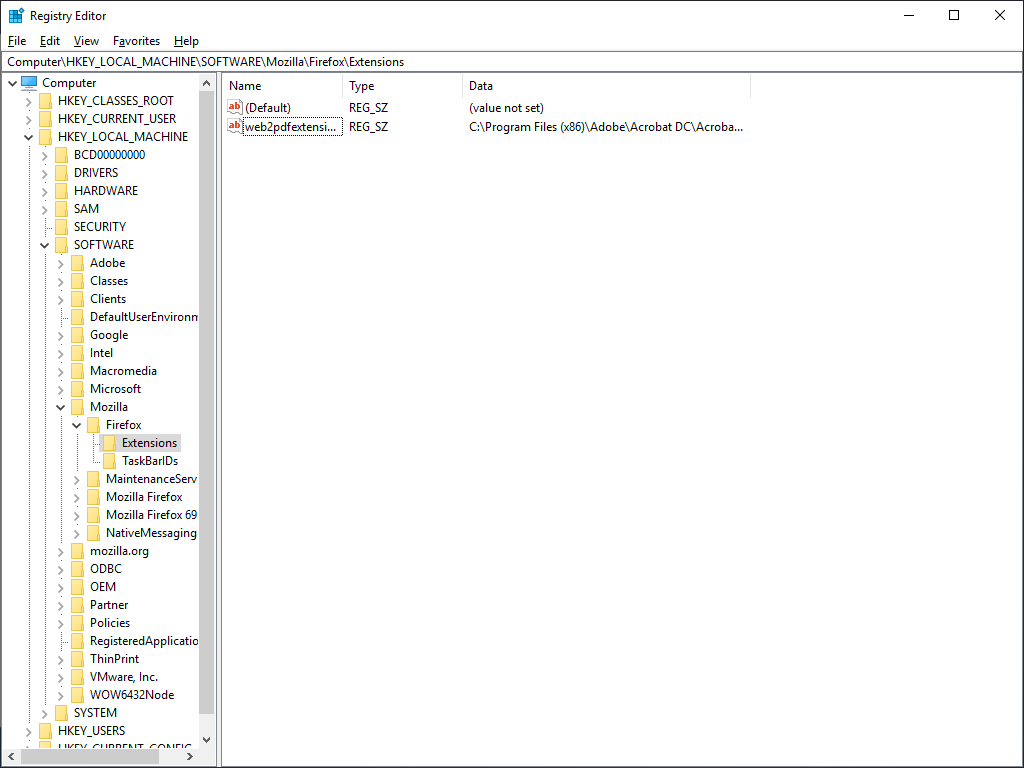 Registry Editor
File Edit View Favorites Help
Computer\HKEY_LOCAL_MACHINE\SOFTWARE\Mozilla\Firefox\Extensions
Computer
HKEY_CLASSES_ROOT
HKEY_CURRENT_USER
HKEY_LOCAL_MACHINE
BCD00000000
DRIVERS
HARDWARE
SAM
SECURITY
SOFTWARE
Adobe
Classes
Clients
DefaultUserEnvironm
Google
Intel
Macromedia
Microsoft
Mozilla
Firefox
Extensions
TaskBarIDs
MaintenanceServ
Mozilla Firefox
Mozilla Firefox 69
NativeMessaging
mozilla.org
ODBC
OEM
Partner
Policies
RegisteredApplicatio
ThinPrint
VMware, Inc.
WOW6432Node
SYSTEM
HKEY_USERS
HKEY_CURRENT_CONFIG
Name Type Data
ab (Default) REG_SZ (value not set)
ab web2pdfextensi... REG_SZ C:\Program Files (x86)\Adobe\Acrobat DC\Acroba...